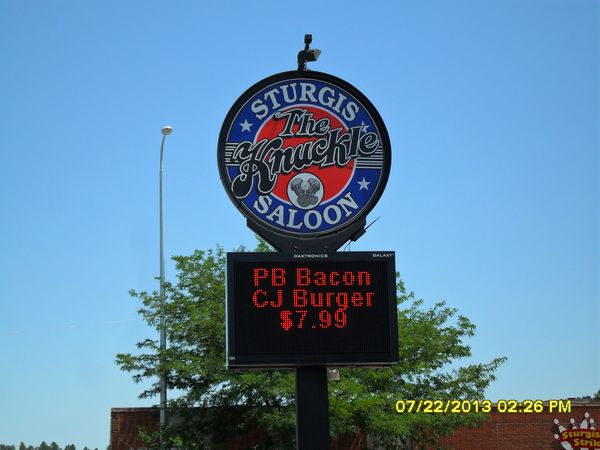 STURGIS
The
Knuckle
SALOON
DAKTRONICS GALAXY
PB Bacon
CJ Burger
$7.99
07/22/2013 02:26 PM
Sturgis
Strik